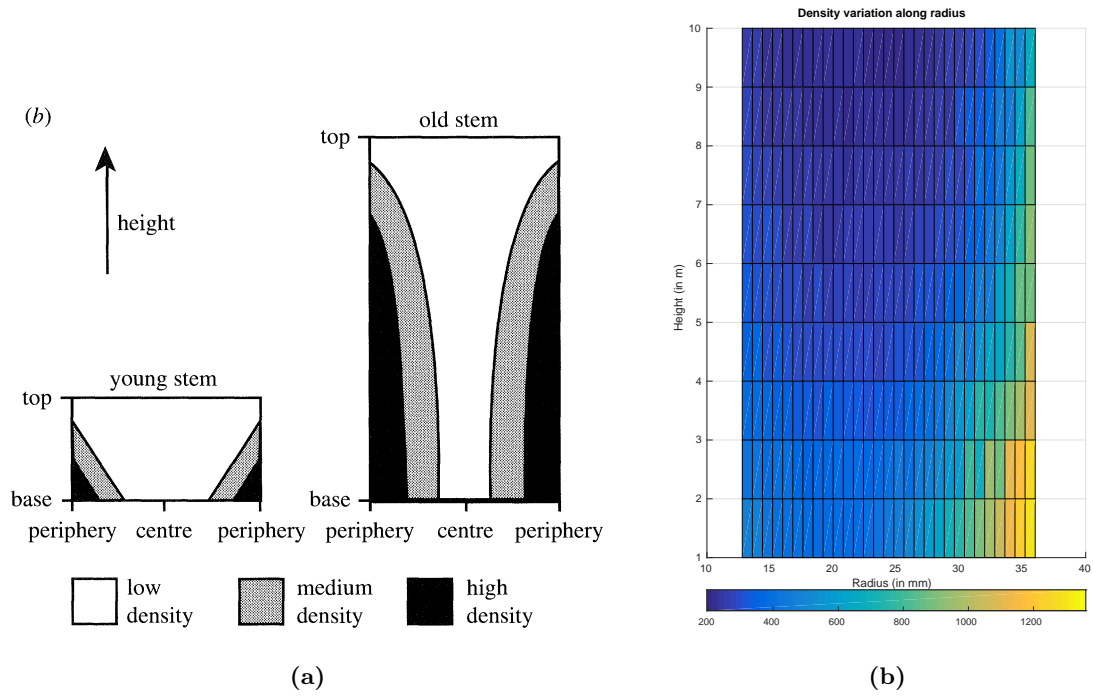 (b)
height
young stem
top
base
periphery centre periphery
old stem
top
base
periphery centre periphery
low density
medium density
high density
(a)
Density variation along radius
Height (in m)
10
9
8
7
6
5
4
3
2
1
10 15 20 25 30 35 40
Radius (in mm)
200 400 600 800 1000 1200
(b)